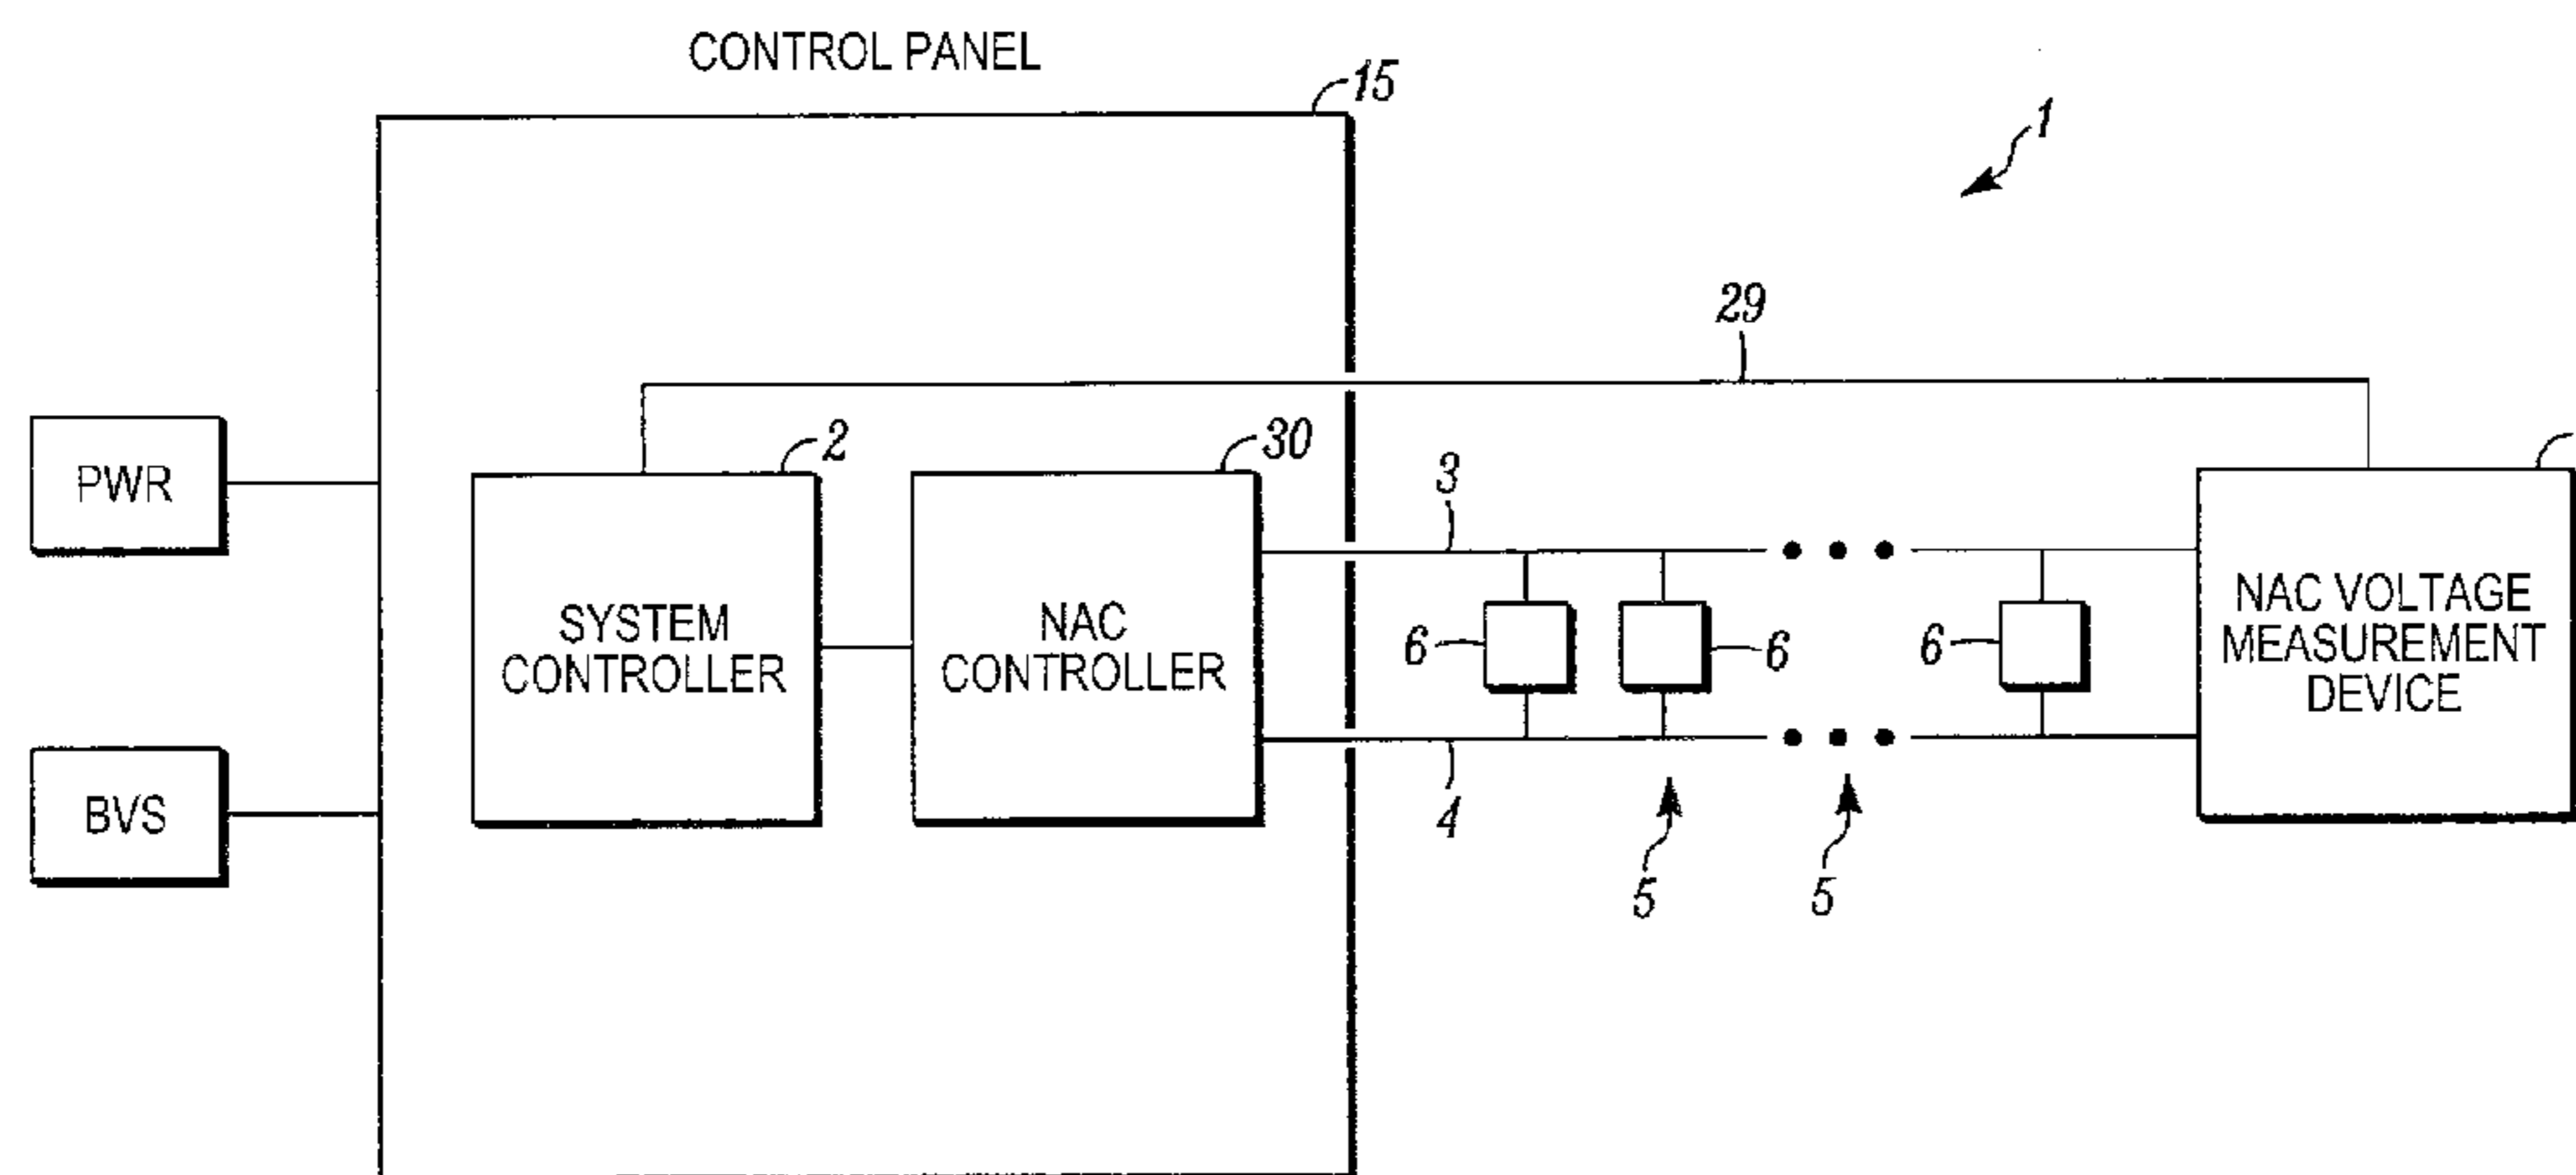 CONTROL PANEL
15
1
29
PWR
2
30
3
SYSTEM
CONTROLLER
NAC
CONTROLLER
6
6
6
NAC VOLTAGE
MEASUREMENT
DEVICE
BVS
4
5
5